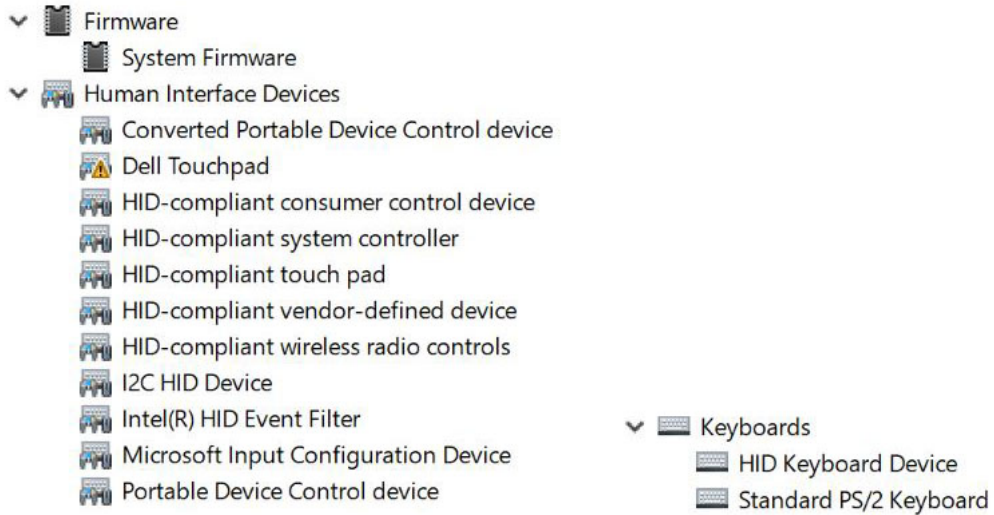 Firmware
System Firmware
Human Interface Devices
Converted Portable Device Control device
Dell Touchpad
HID-compliant consumer control device
HID-compliant system controller
HID-compliant touch pad
HID-compliant vendor-defined device
HID-compliant wireless radio controls
I2C HID Device
Intel(R) HID Event Filter
Microsoft Input Configuration Device
Portable Device Control device
Keyboards
HID Keyboard Device
Standard PS/2 Keyboard